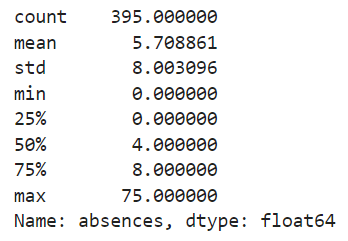 count    395.000000
mean       5.708861
std        8.003096
min        0.000000
25%        0.000000
50%        4.000000
75%        8.000000
max       75.000000
Name: absences, dtype: float64